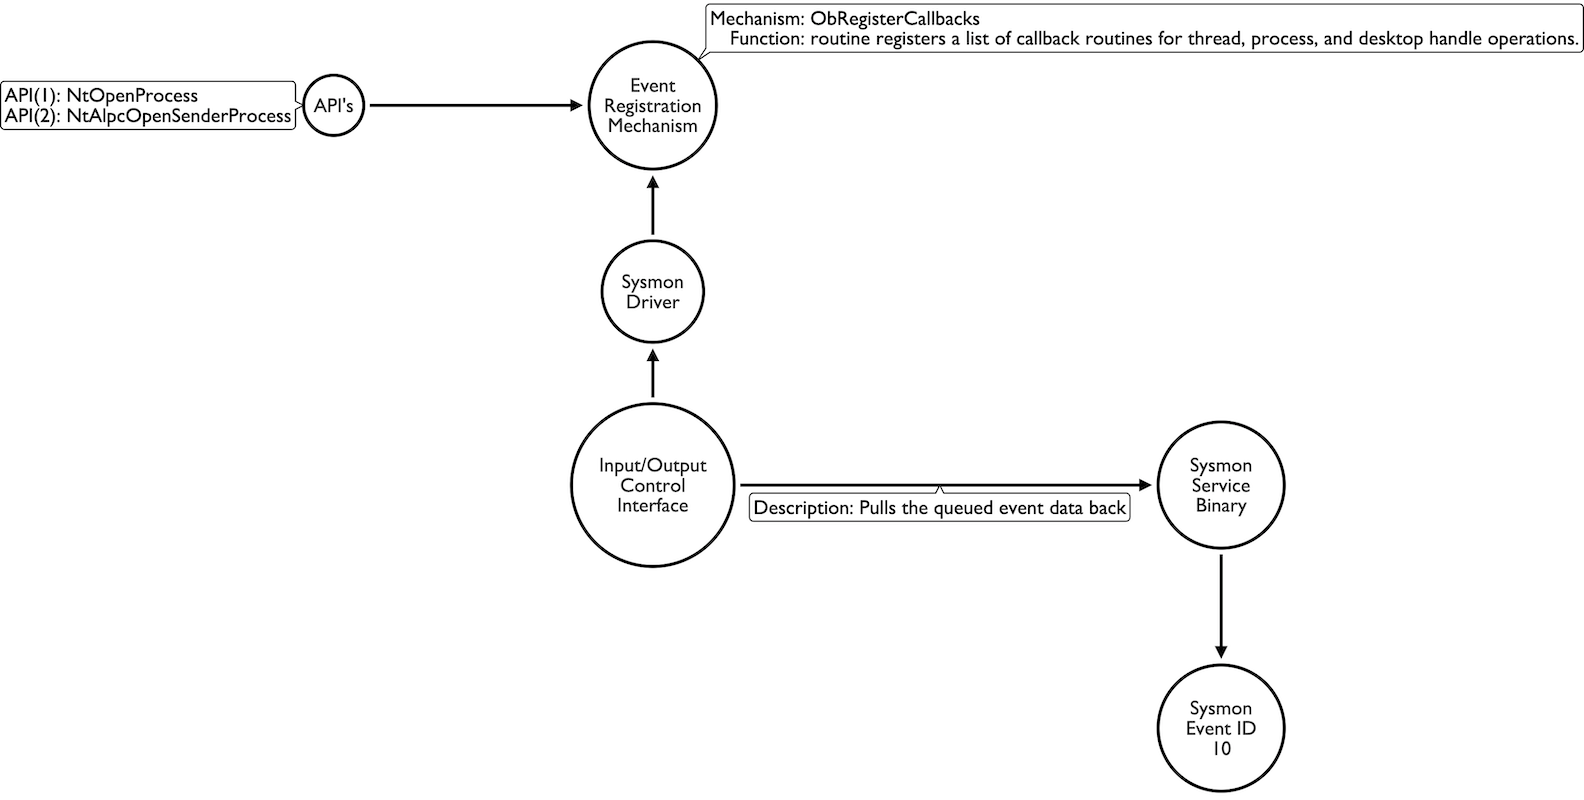 Mechanism: ObRegisterCallbacks
Function: routine registers a list of callback routines for thread, process, and desktop handle operations.
API(1): NtOpenProcess
API(2): NtAlpcOpenSenderProcess
API's
Event
Registration
Mechanism
Sysmon
Driver
Input/Output
Control
Interface
Description: Pulls the queued event data back
Sysmon
Service
Binary
Sysmon
Event ID
10